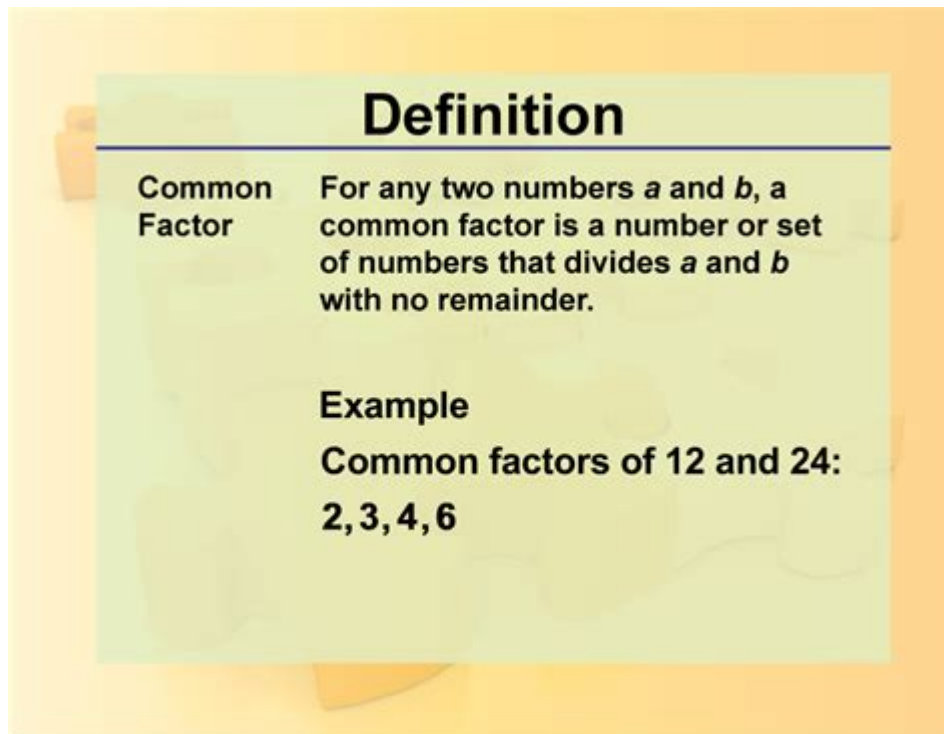 Definition
Common Factor
For any two numbers a and b, a
common factor is a number or set
of numbers that divides a and b
with no remainder.
Example
Common factors of 12 and 24:
2, 3, 4, 6